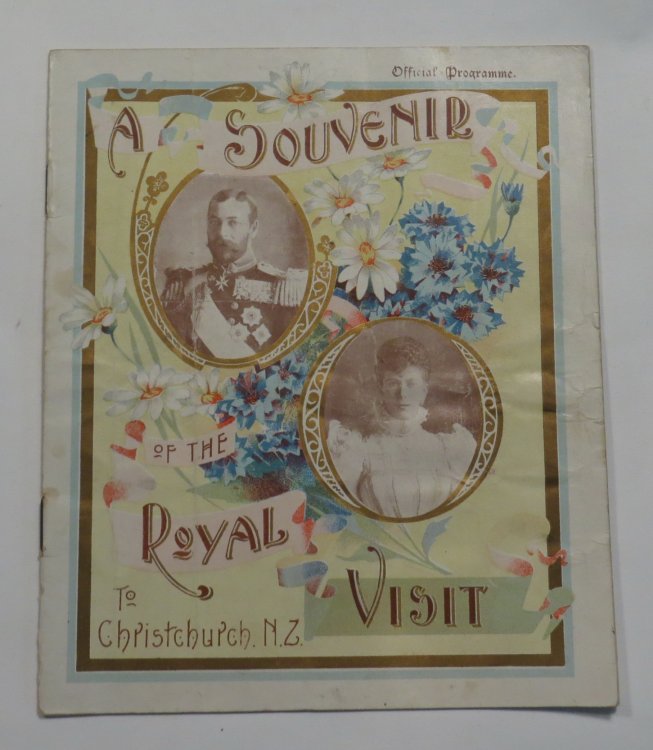 Official Programme.
A SOUVENIR
OF THE
ROYAL
VISIT
To
Christchurch. N.Z.